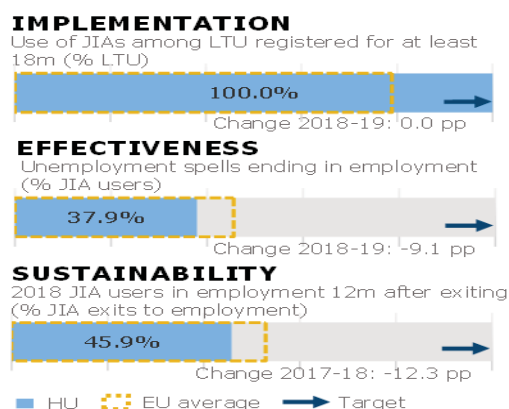 IMPLEMENTATION
Use of JIAs among LTU registered for at least
18m (% LTU)
100.0%
Change 2018-19: 0.0 pp
EFFECTIVENESS
Unemployment spells ending in employment
(% JIA users)
37.9%
Change 2018-19: -9.1 pp
SUSTAINABILITY
2018 JIA users in employment 12m after exiting
(% JIA exits to employment)
45.9%
Change 2017-18: -12.3 pp
HU EU average Target